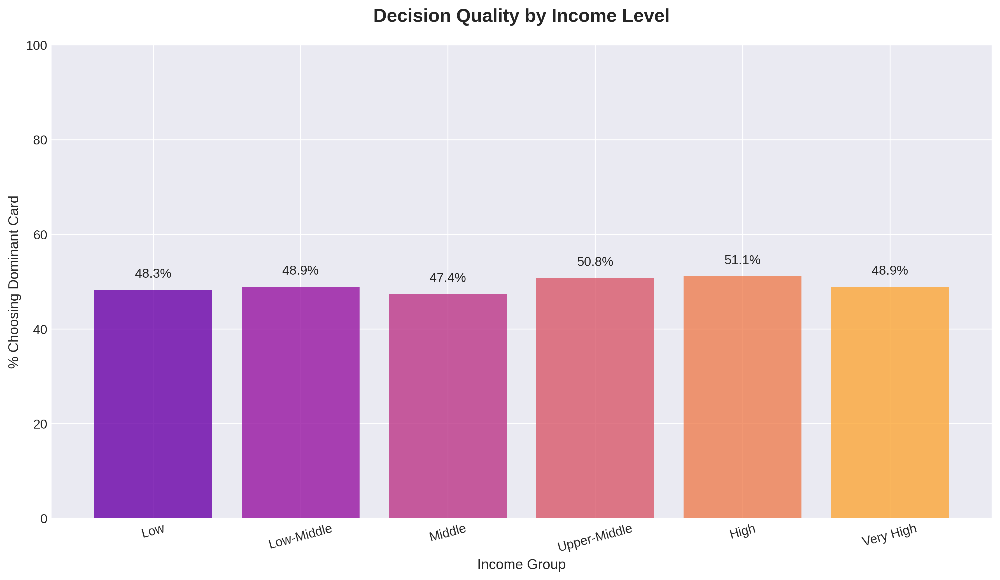 Decision Quality by Income Level
% Choosing Dominant Card
100
80
60
40
20
0
48.3%
48.9%
47.4%
50.8%
51.1%
48.9%
Low
Low-Middle
Middle
Upper-Middle
High
Very High
Income Group